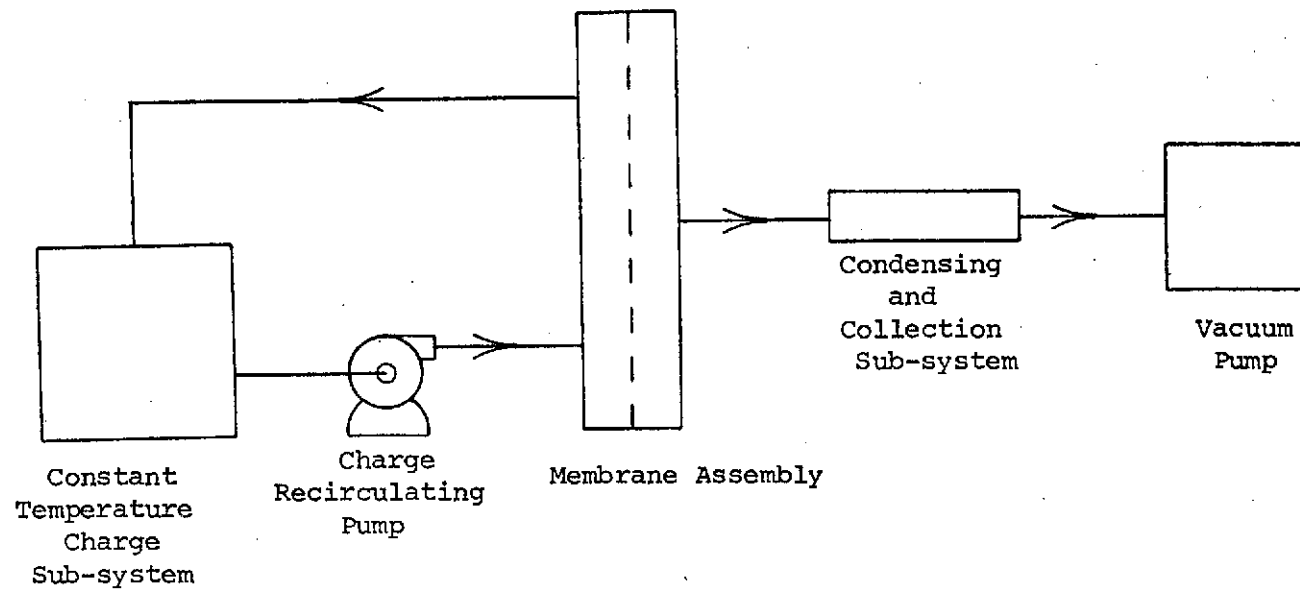 Condensing
and
Collection
Sub-system
Vacuum
Pump
Charge
Recirculating
Pump
Membrane Assembly
Constant
Temperature
Charge
Sub-system